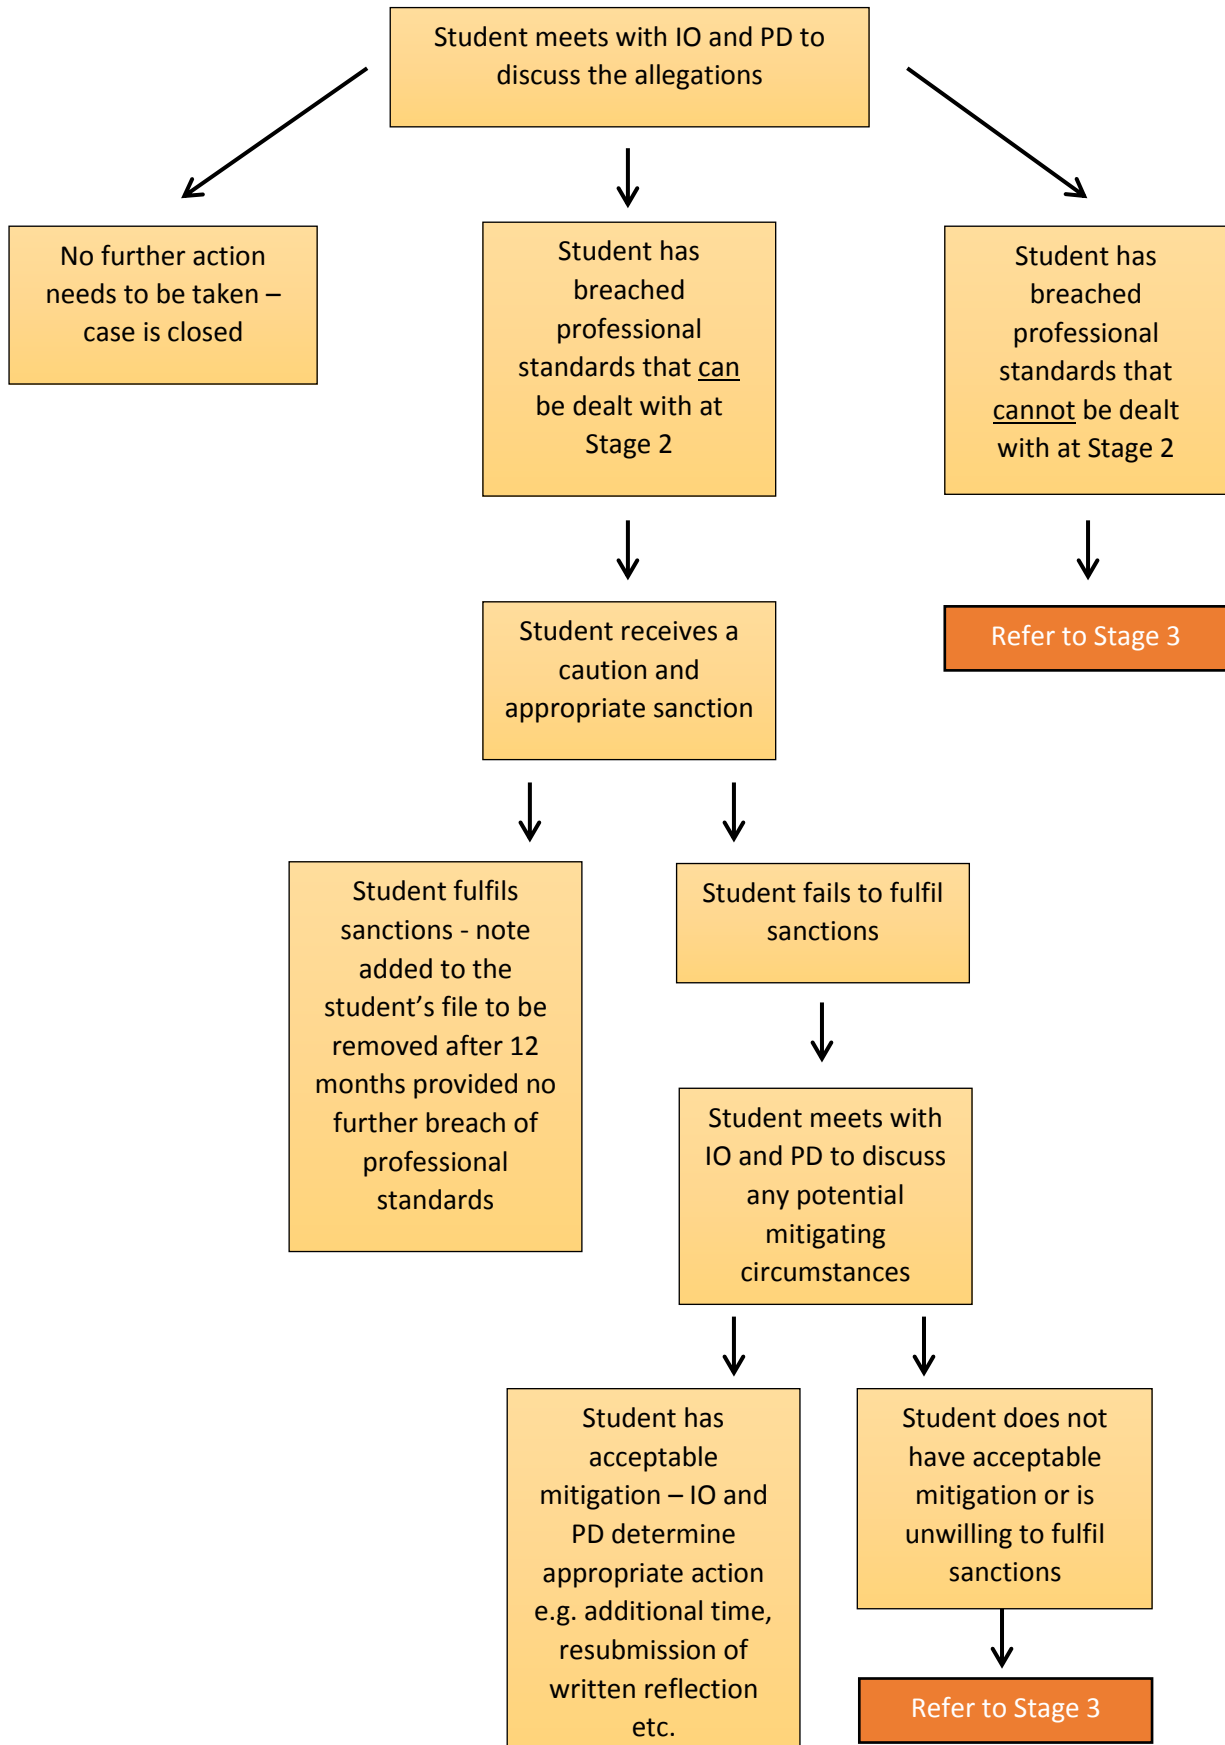 Student meets with IO and PD to
discuss the allegations
No further action
needs to be taken –
case is closed
Student has
breached
professional
standards that can
be dealt with at
Stage 2
Student has
breached
professional
standards that
cannot be dealt
with at Stage 2
Student receives a
caution and
appropriate sanction
Refer to Stage 3
Student fulfils
sanctions - note
added to the
student’s file to be
removed after 12
months provided no
further breach of
professional
standards
Student fails to fulfil
sanctions
Student meets with
IO and PD to discuss
any potential
mitigating
circumstances
Student has
acceptable
mitigation – IO and
PD determine
appropriate action
e.g. additional time,
resubmission of
written reflection
etc.
Student does not
have acceptable
mitigation or is
unwilling to fulfil
sanctions
Refer to Stage 3